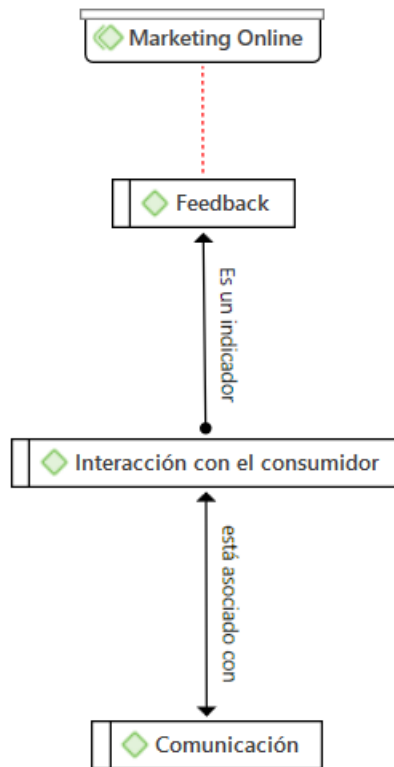 Marketing Online
Feedback
Es un indicador
Interacción con el consumidor
está asociado con
Comunicación